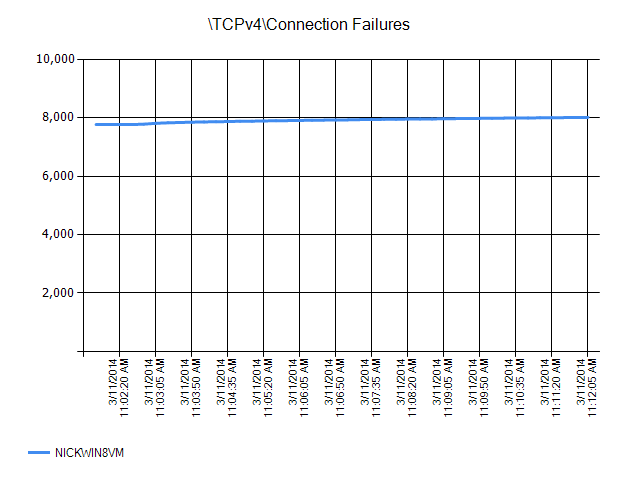 \TCPv4\Connection Failures
10,000
8,000
6,000
4,000
2,000
3/11/2014
11:02:20 AM
3/11/2014
11:03:05 AM
3/11/2014
11:03:50 AM
3/11/2014
11:04:35 AM
3/11/2014
11:05:20 AM
3/11/2014
11:06:05 AM
3/11/2014
11:06:50 AM
3/11/2014
11:07:35 AM
3/11/2014
11:08:20 AM
3/11/2014
11:09:05 AM
3/11/2014
11:09:50 AM
3/11/2014
11:10:35 AM
3/11/2014
11:11:20 AM
3/11/2014
11:12:05 AM
NICKWIN8VM